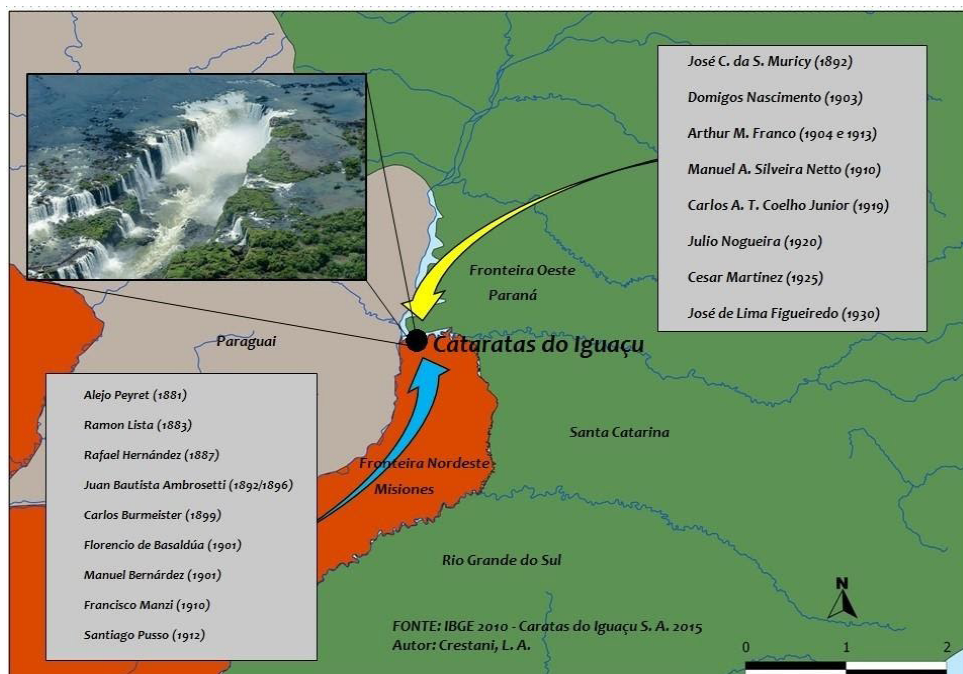 José C. da S. Muricy (1892)
Domigos Nascimento (1903)
Arthur M. Franco (1904 e 1913)
Manuel A. Silveira Netto (1910)
Carlos A. T. Coelho Junior (1919)
Julio Nogueira (1920)
Cesar Martinez (1925)
José de Lima Figueiredo (1930)
Fronteira Oeste
Paraná
Paraguai
Cataratas do Iguaçu
Alejo Peyret (1881)
Ramon Lista (1883)
Rafael Hernández (1887)
Juan Bautista Ambrosetti (1892/1896)
Carlos Burmeister (1899)
Florencio de Basaldúa (1901)
Manuel Bernárdez (1901)
Francisco Manzi (1910)
Santiago Pusso (1912)
Fronteira Nordeste
Misiones
Santa Catarina
Rio Grande do Sul
FONTE: IBGE 2010 - Caratas do Iguaçu S. A. 2015
Autor: Crestani, L. A.
N
0 1 2